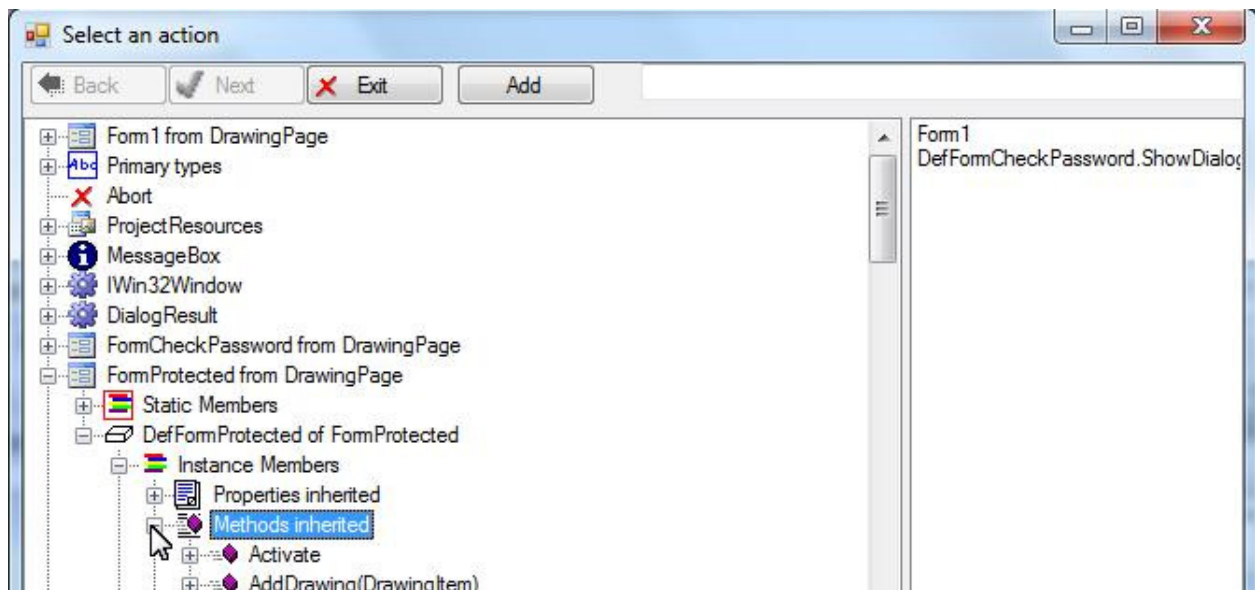 Select an action
Back Next Exit Add
Form1 from DrawingPage
Abc Primary types
Abort
ProjectResources
MessageBox
IWin32Window
DialogResult
FormCheckPassword from DrawingPage
FormProtected from DrawingPage
Static Members
DefFormProtected of FormProtected
Instance Members
Properties inherited
Methods inherited
Activate
AddDrawing(DrawingItem)
Form1
DefFormCheckPassword.ShowDialog